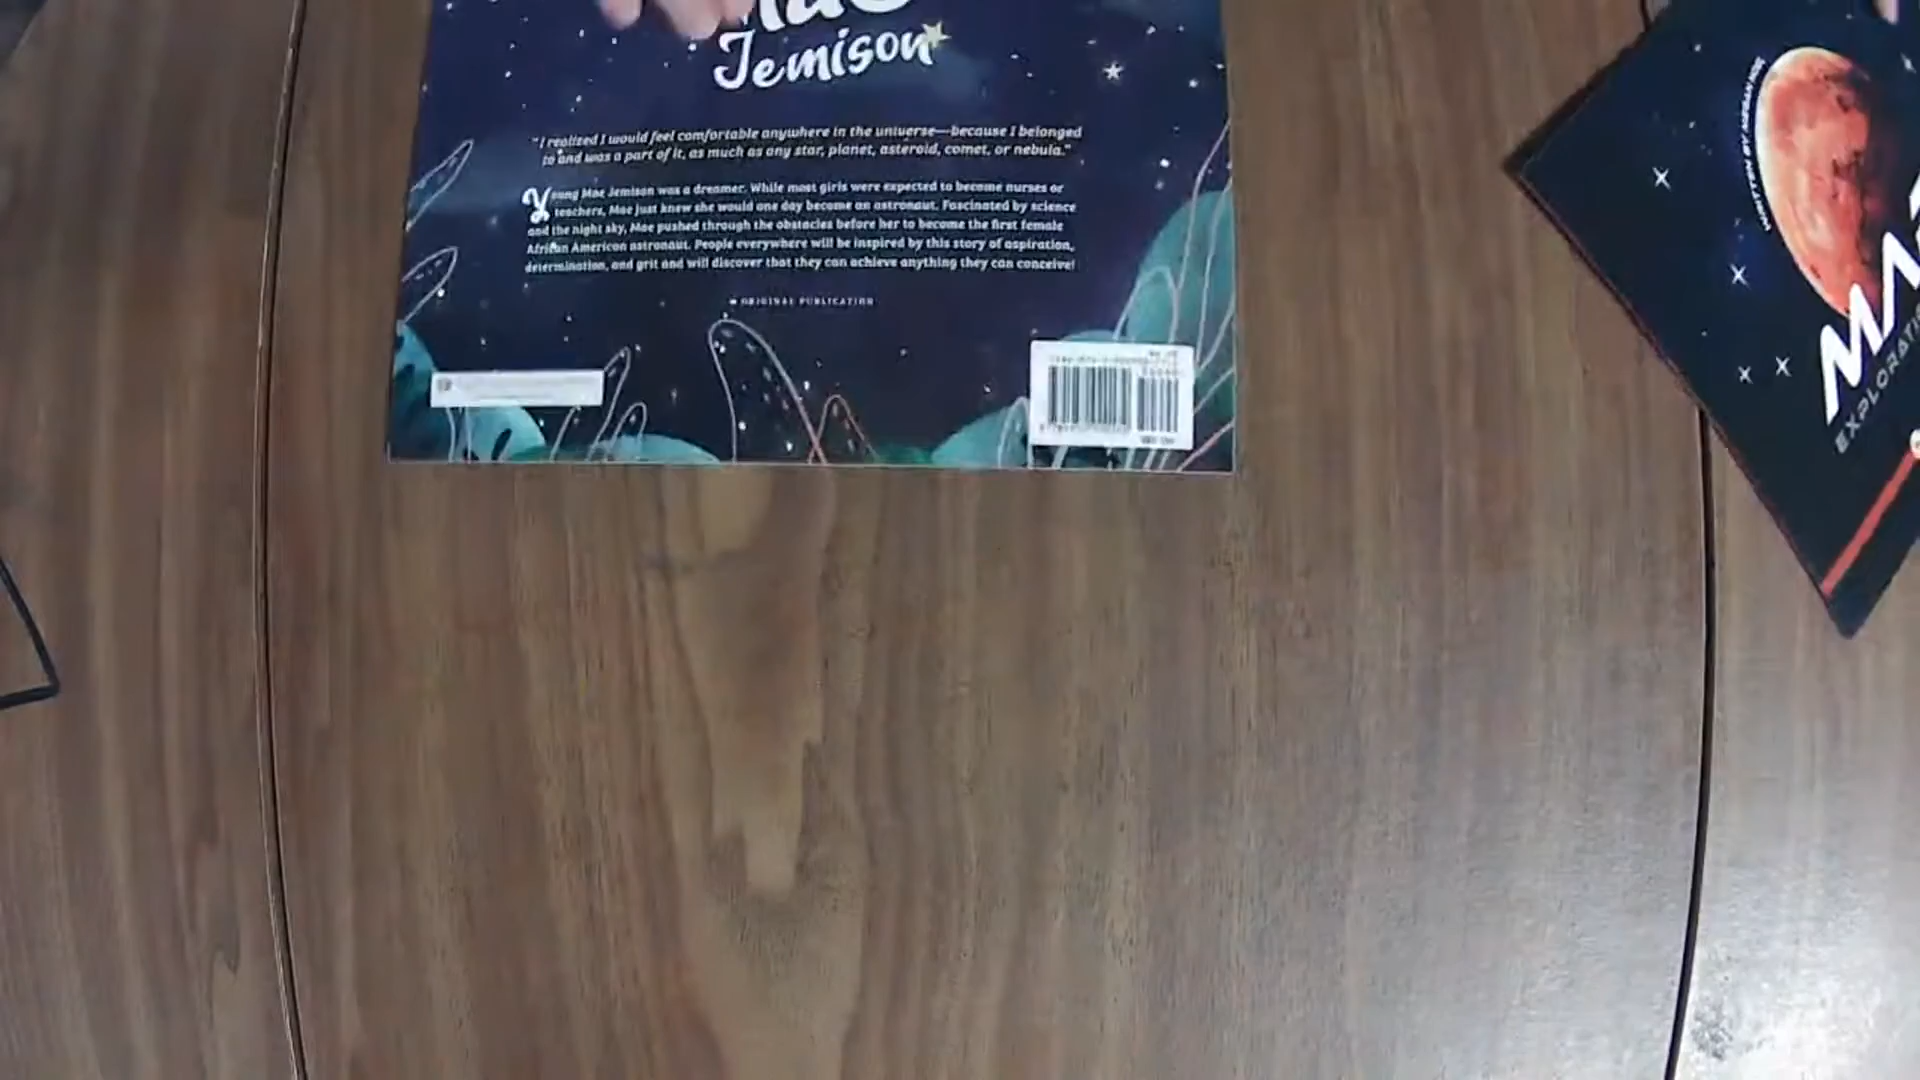 Mae
Jemison
"I realized I would feel comfortable anywhere in the universe—because I belonged
to and was a part of it, as much as any star, planet, asteroid, comet, or nebula."
Young Mae Jemison was a dreamer. While most girls were expected to become nurses or
teachers, Mae just knew she would one day become an astronaut. Fascinated by science
and the night sky, Mae pushed through the obstacles before her to become the first female
African American astronaut. People everywhere will be inspired by this story of aspiration,
determination, and grit and will discover that they can achieve anything they can conceive!
ORIGINAL PUBLICATION
WRITTEN BY MEGAN
MA
EXPLORATI